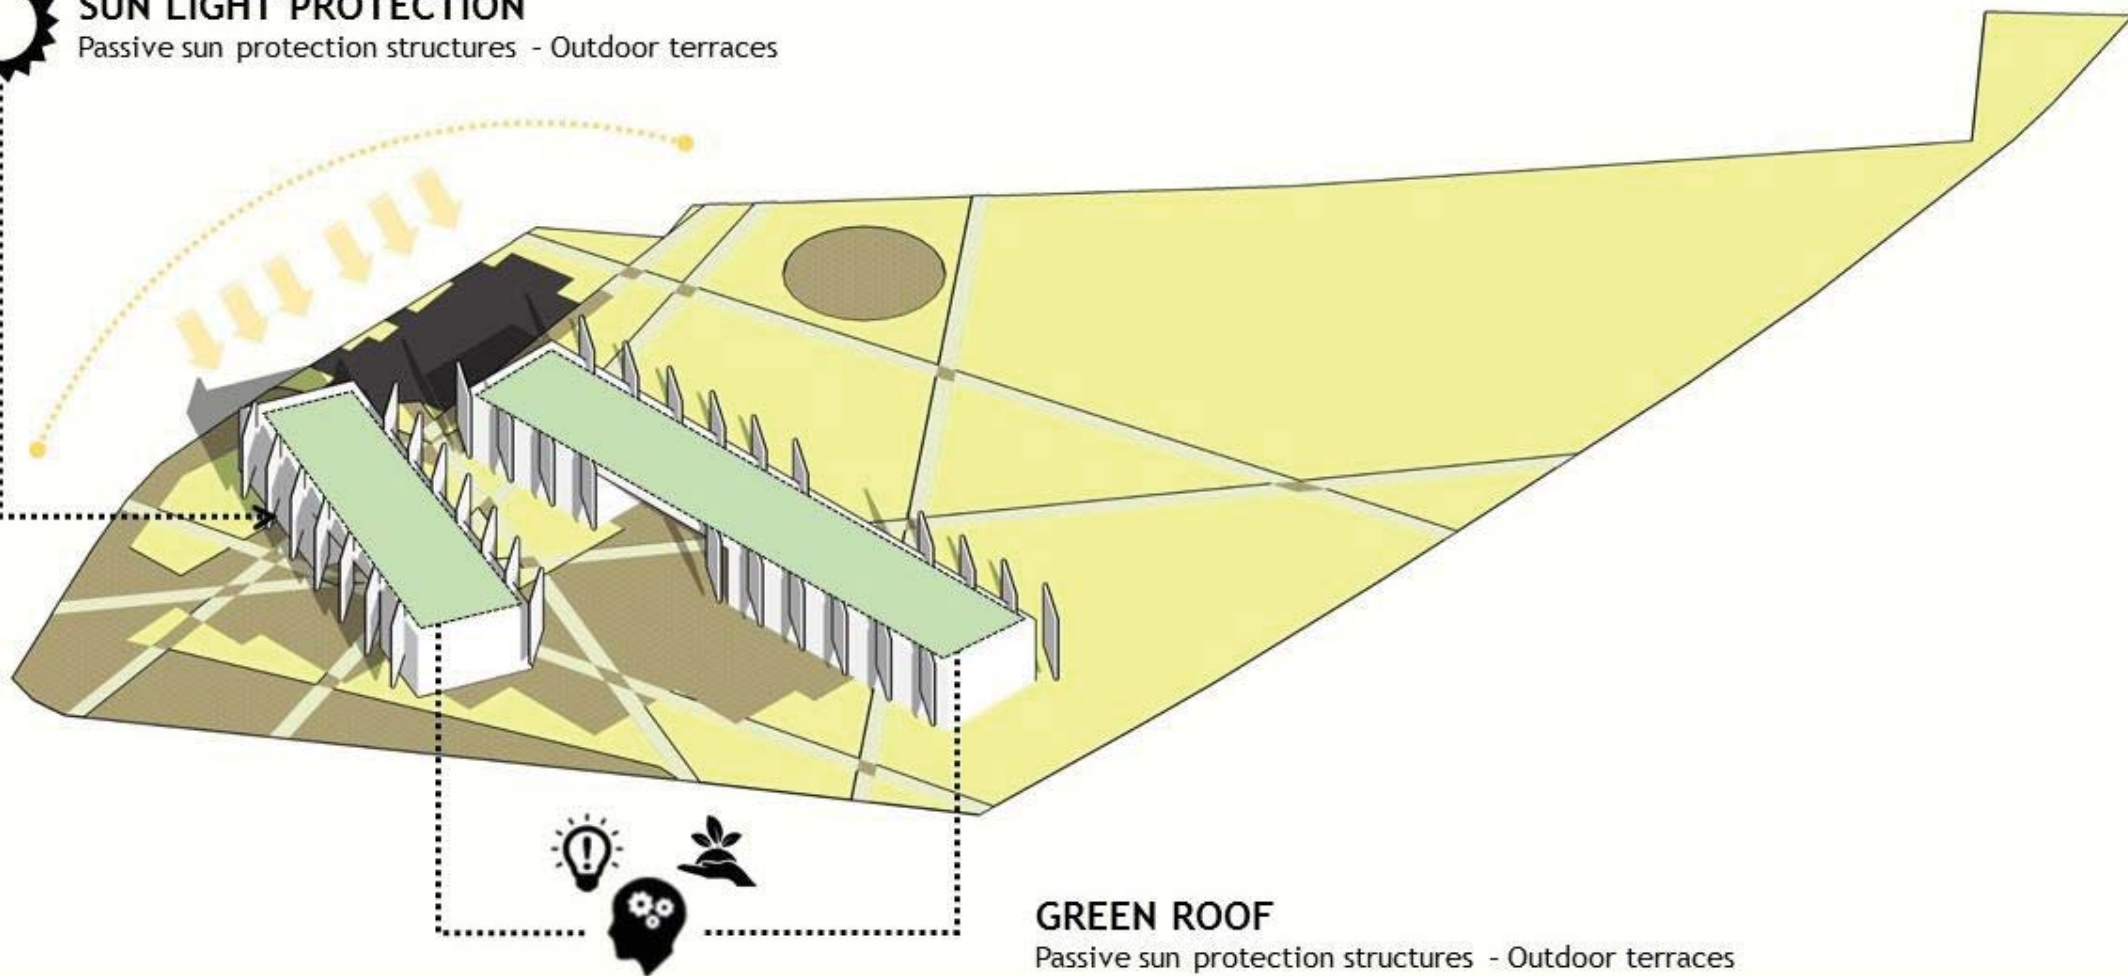 SUN LIGHT PROTECTION
Passive sun protection structures - Outdoor terraces
GREEN ROOF
Passive sun protection structures - Outdoor terraces